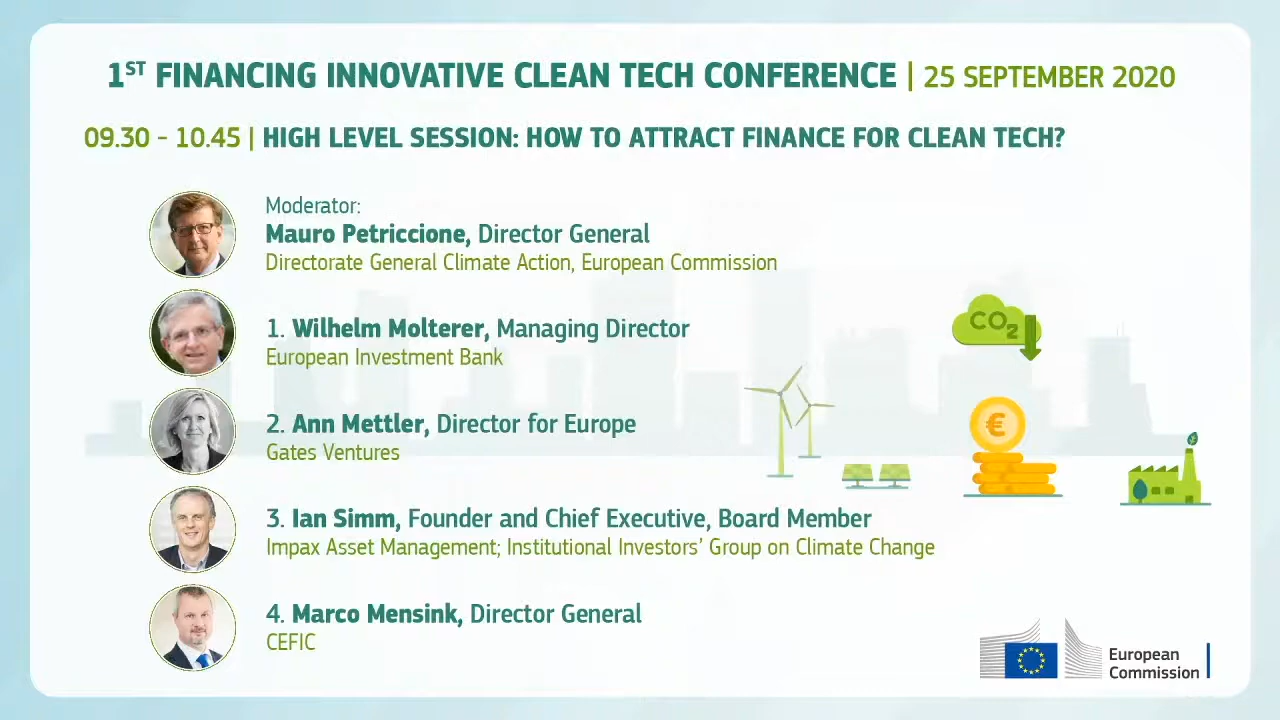 1ST FINANCING INNOVATIVE CLEAN TECH CONFERENCE | 25 SEPTEMBER 2020
09.30 - 10.45 | HIGH LEVEL SESSION: HOW TO ATTRACT FINANCE FOR CLEAN TECH?
Moderator:
Mauro Petriccione, Director General
Directorate General Climate Action, European Commission
1. Wilhelm Molterer, Managing Director
European Investment Bank
2. Ann Mettler, Director for Europe
Gates Ventures
3. Ian Simm, Founder and Chief Executive, Board Member
Impax Asset Management; Institutional Investors' Group on Climate Change
4. Marco Mensink, Director General
CEFIC
CO2
€
European
Commission